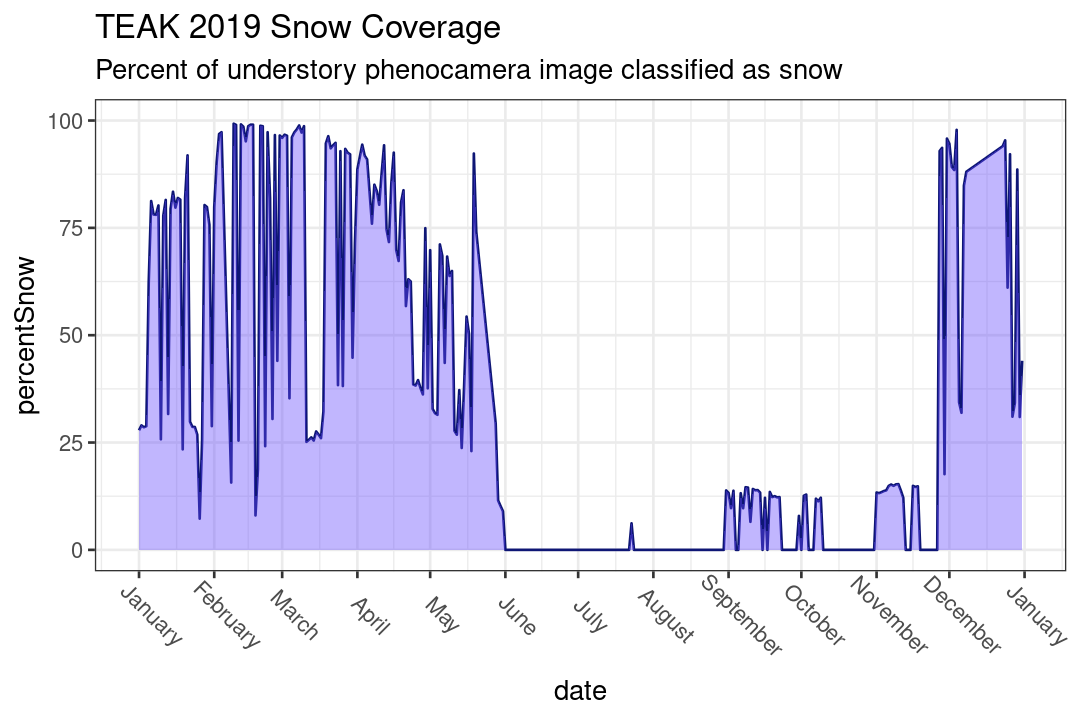 TEAK 2019 Snow Coverage
Percent of understory phenocamera image classified as snow
percentSnow
100
75
50
25
0
January
February
March
April
May
June
July
August
September
October
November
December
January
date